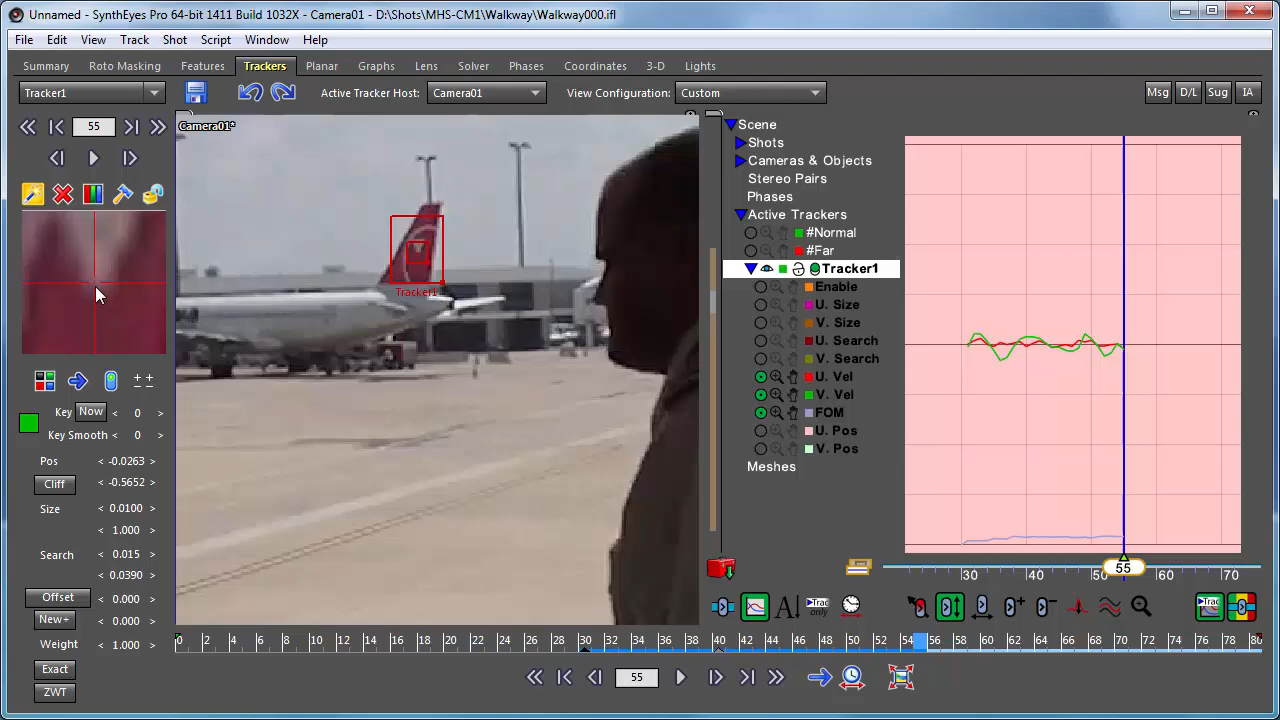 Unnamed - SynthEyes Pro 64-bit 1411 Build 1032X - Camera01 - D:\Shots\MHS-CM1\Walkway\Walkway000.ifl
File Edit View Track Shot Script Window Help
Summary Roto Masking Features Trackers Planar Graphs Lens Solver Phases Coordinates 3-D Lights
Tracker1 Active Tracker Host: Camera01 View Configuration: Custom Msg D/L Sug IA
55
Camera01*
Tracker1
Key Now < 0
Key Smooth < 0
Pos < -0.0263 >
Cliff < -0.5652 >
Size < 0.0100 >
< 1.000 >
Search < 0.015 >
< 0.0390 >
Offset < 0.000 >
New+ < 0.000 >
Weight < 1.000 >
Exact
ZWT
Scene
Shots
Cameras & Objects
Stereo Pairs
Phases
Active Trackers
#Normal
#Far
Tracker1
Enable
U. Size
V. Size
U. Search
V. Search
U. Vel
V. Vel
FOM
U. Pos
V. Pos
Meshes
30 40 50 55 60 70
A Trac only
Trac
0 2 4 6 8 10 12 14 16 18 20 22 24 26 28 30 32 34 36 38 40 42 44 46 48 50 52 54 56 58 60 62 64 66 68 70 72 74 76 78 80
55